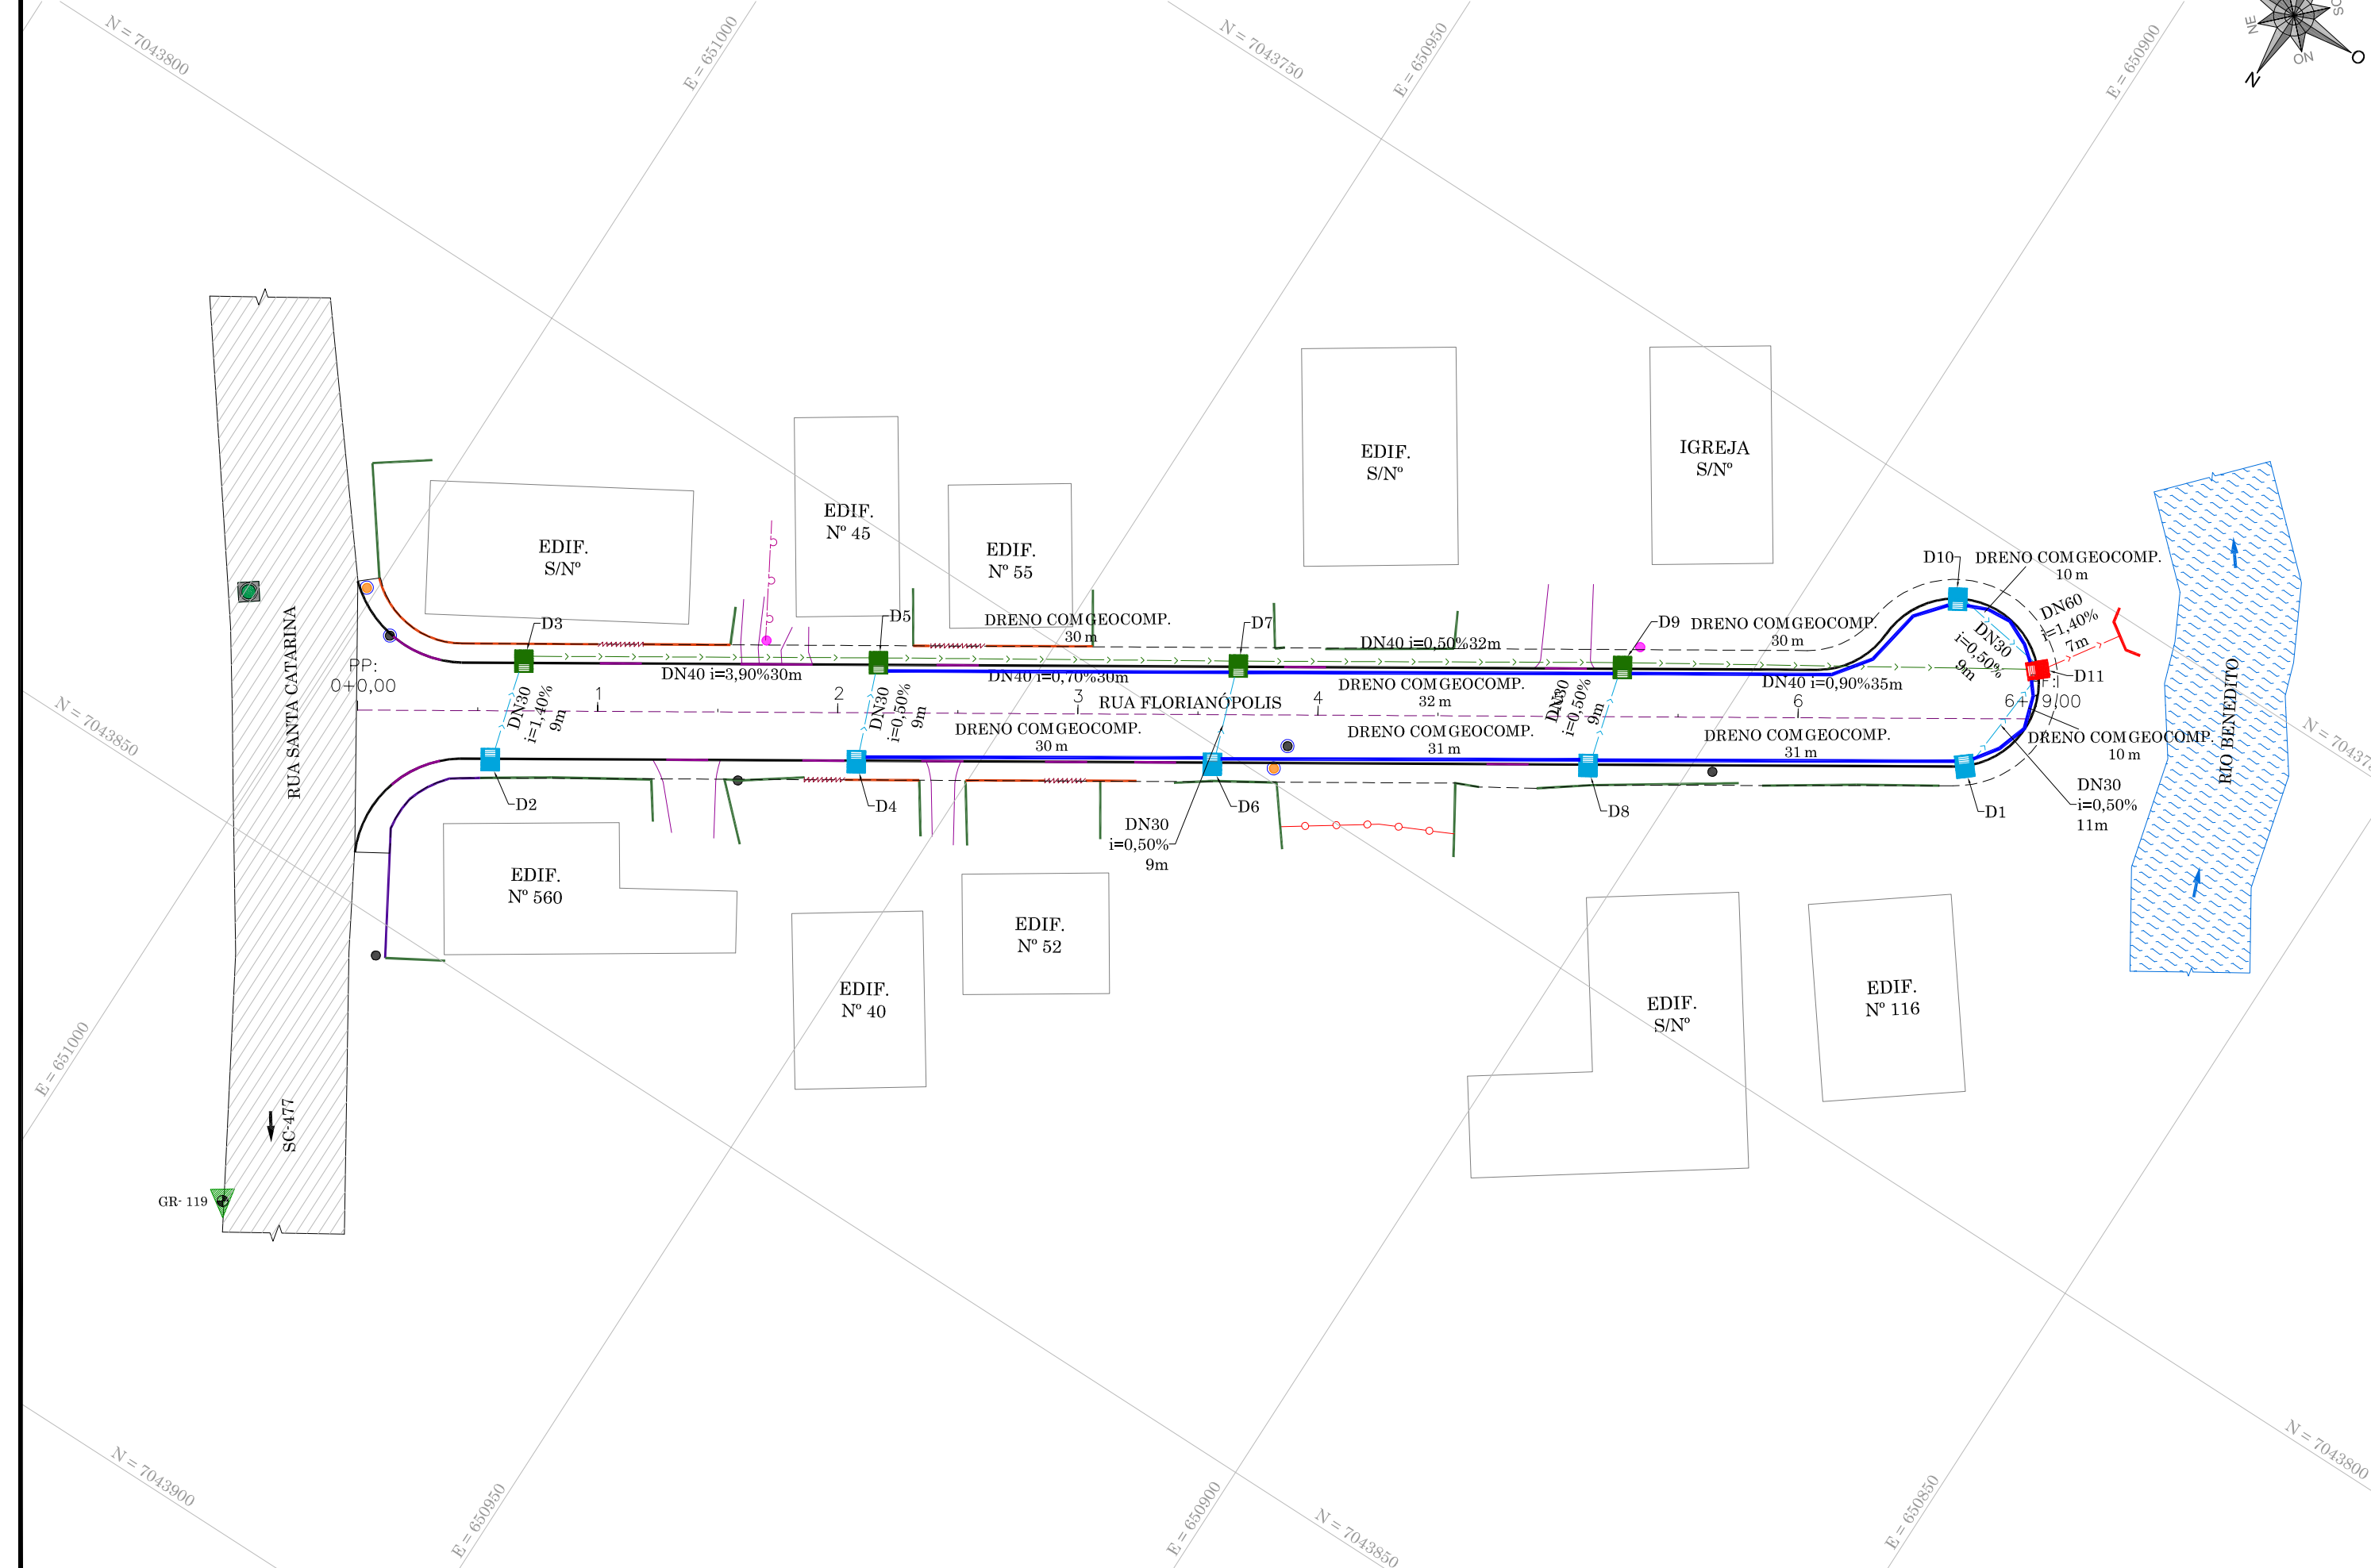 N = 7043800
E = 651000
N = 7043750
E = 650950
E = 650900
NE
N
NO
O
SO
EDIF.
S/Nº
EDIF.
Nº 45
EDIF.
Nº 55
EDIF.
S/Nº
IGREJA
S/Nº
D3
D5
DRENO COM GEOCOMP.
30 m
D7
DN40 i=0,50%32m
D9
DRENO COM GEOCOMP.
30 m
D10
DRENO COM GEOCOMP.
10 m
DN60
i=1,40%
7m
DN30
i=0,50%
9m
D11
PP:
0+0,00
1
2
3
4
6
6+19,00
DN40 i=3,90%30m
DN40 i=0,70%30m
DRENO COM GEOCOMP.
32 m
DN40 i=0,90%35m
RUA FLORIANÓPOLIS
DN30
i=1,40%
9m
DN30
i=0,50%
9m
DN30
i=0,50%
9m
DRENO COM GEOCOMP.
30 m
DRENO COM GEOCOMP.
31 m
DRENO COM GEOCOMP.
31 m
DRENO COM GEOCOMP.
10 m
D2
D4
D6
D8
D1
DN30
i=0,50%
9m
DN30
i=0,50%
11m
RUA SANTA CATARINA
RIO BENEDITO
N = 7043850
N = 70437
EDIF.
Nº 560
EDIF.
Nº 40
EDIF.
Nº 52
EDIF.
S/Nº
EDIF.
Nº 116
E = 651000
SC-477
GR- 119
N = 7043900
E = 650950
E = 650900
N = 7043850
E = 650850
N = 7043800